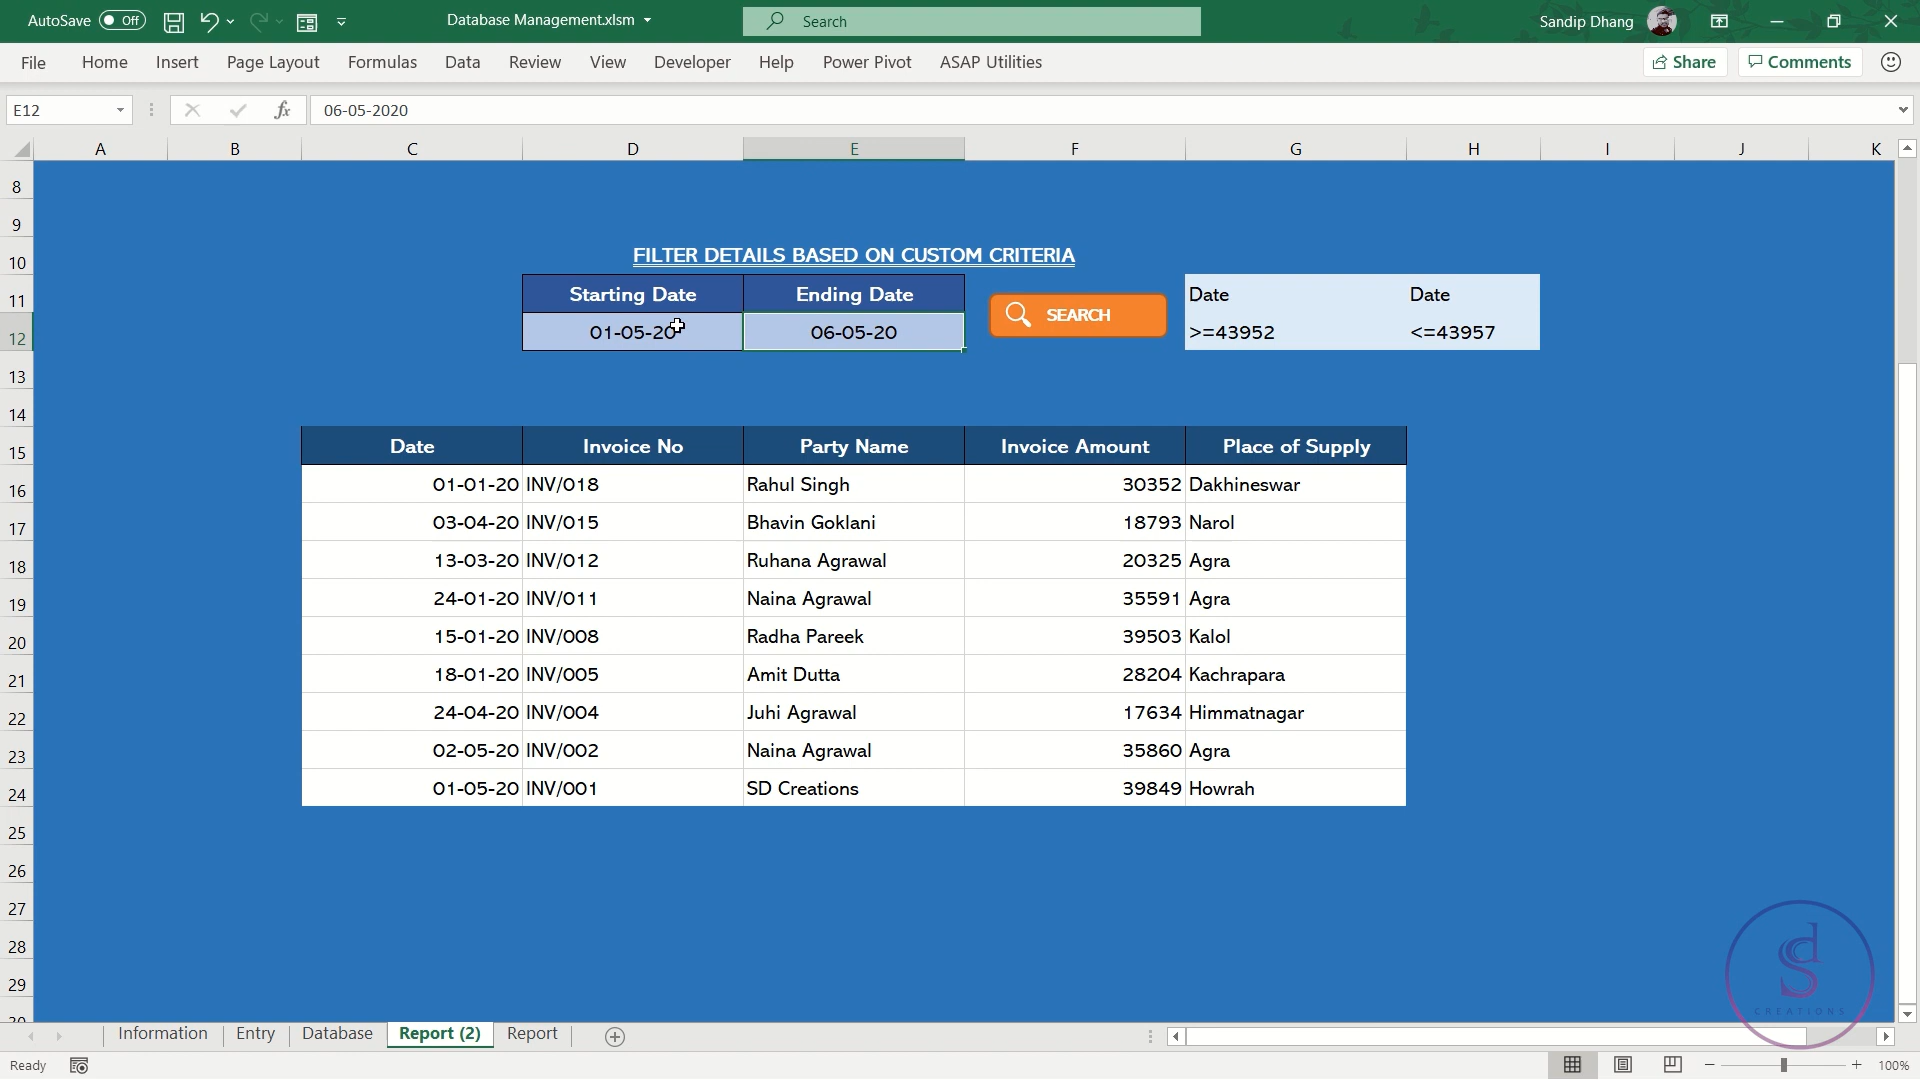 AutoSave Off Database Management.xlsm Search Sandip Dhang
File Home Insert Page Layout Formulas Data Review View Developer Help Power Pivot ASAP Utilities Share Comments
E12 fx 06-05-2020
A B C D E F G H I J K
8
9
10 FILTER DETAILS BASED ON CUSTOM CRITERIA
11 Starting Date Ending Date SEARCH Date Date
12 01-05-20 06-05-20 >=43952 <=43957
13
14
15 Date Invoice No Party Name Invoice Amount Place of Supply
16 01-01-20 INV/018 Rahul Singh 30352 Dakhineswar
17 03-04-20 INV/015 Bhavin Goklani 18793 Narol
18 13-03-20 INV/012 Ruhana Agrawal 20325 Agra
19 24-01-20 INV/011 Naina Agrawal 35591 Agra
20 15-01-20 INV/008 Radha Pareek 39503 Kalol
21 18-01-20 INV/005 Amit Dutta 28204 Kachrapara
22 24-04-20 INV/004 Juhi Agrawal 17634 Himmatnagar
23 02-05-20 INV/002 Naina Agrawal 35860 Agra
24 01-05-20 INV/001 SD Creations 39849 Howrah
25
26
27
28
29
30
Sd
CREATIONS
Information Entry Database Report (2) Report
Ready 100%